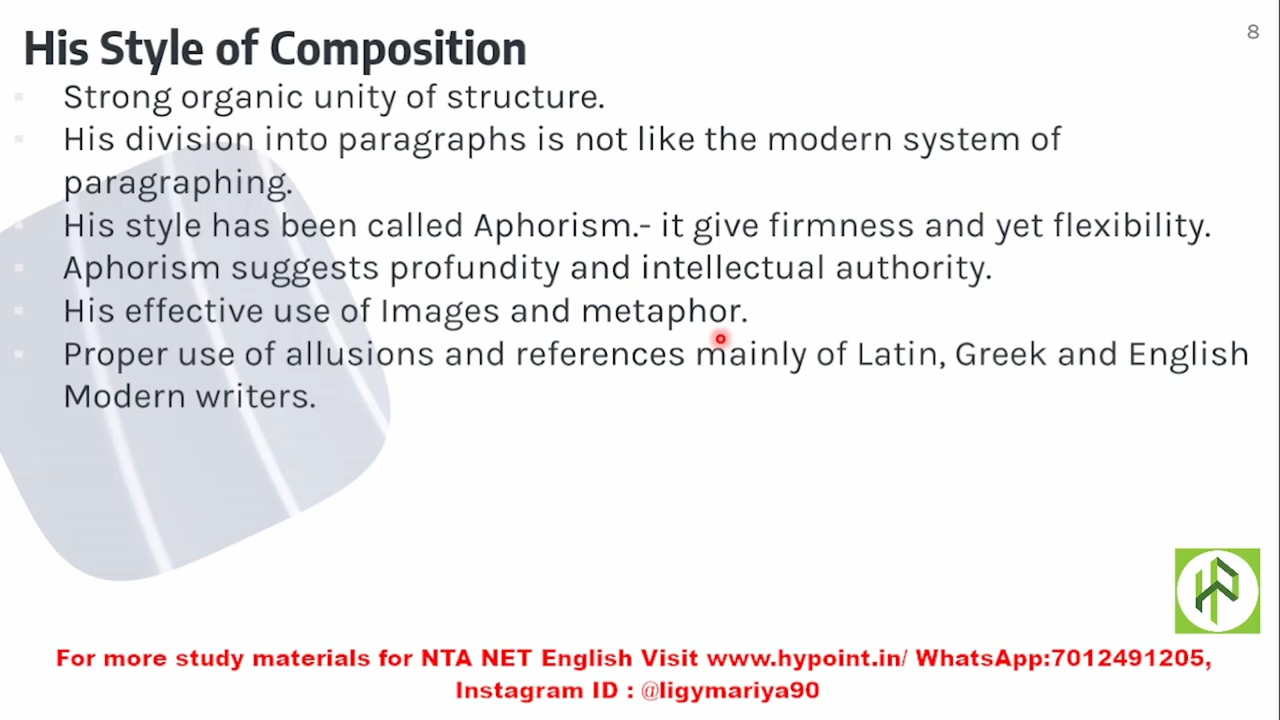 8
His Style of Composition
Strong organic unity of structure.
His division into paragraphs is not like the modern system of
paragraphing.
His style has been called Aphorism.- it give firmness and yet flexibility.
Aphorism suggests profundity and intellectual authority.
His effective use of Images and metaphor.
Proper use of allusions and references mainly of Latin, Greek and English
Modern writers.
For more study materials for NTA NET English Visit www.hypoint.in/ WhatsApp:7012491205,
Instagram ID : @ligymariya90